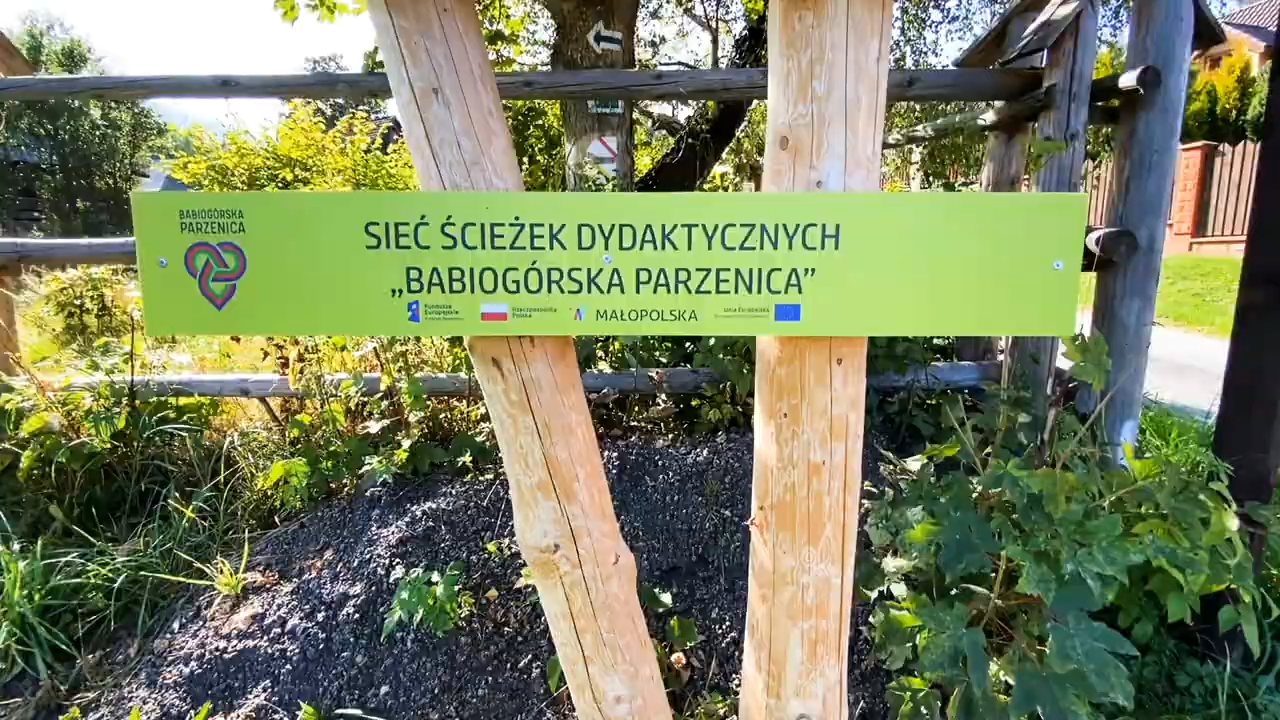 BABIOGÓRSKA
PARZENICA
SIEĆ ŚCIEŻEK DYDAKTYCZNYCH
„BABIOGÓRSKA PARZENICA”
Fundusze
Europejskie
Rzeczpospolita
Polska
MAŁOPOLSKA
Unia Europejska